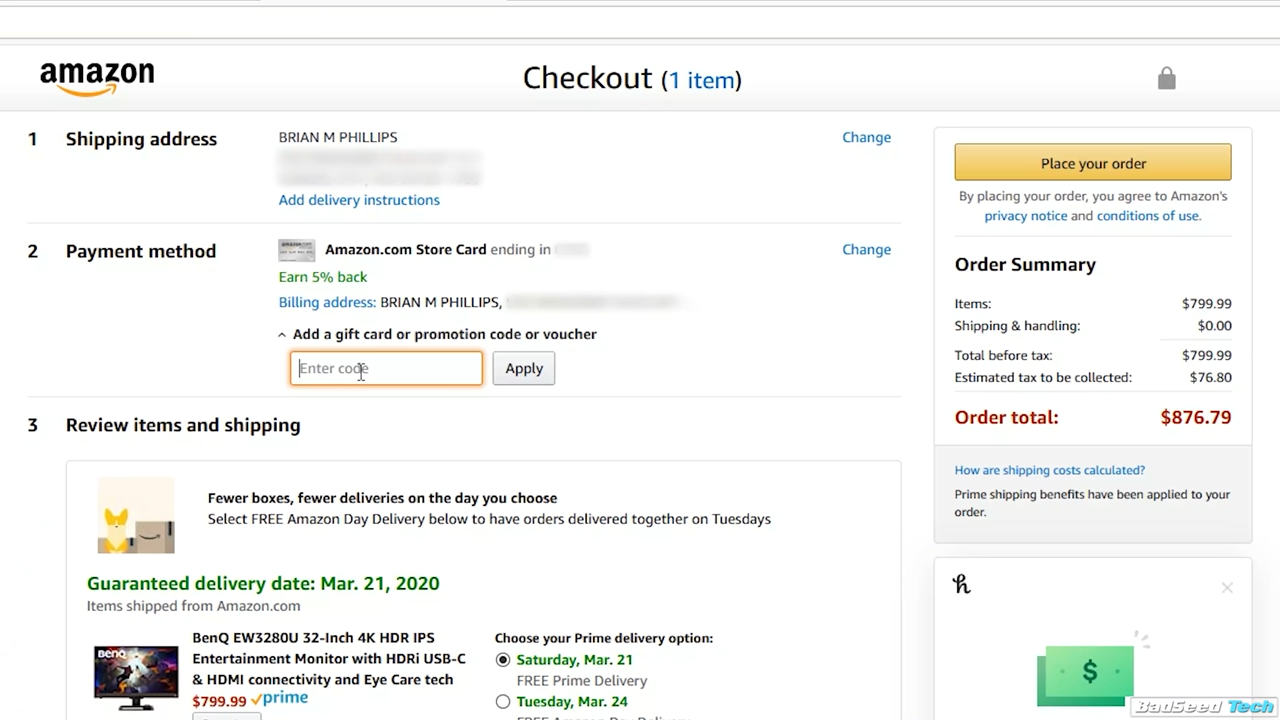 amazon
Checkout (1 item)
1 Shipping address
BRIAN M PHILLIPS
Change
Add delivery instructions
2 Payment method
Amazon.com Store Card ending in
Change
Earn 5% back
Billing address: BRIAN M PHILLIPS,
Add a gift card or promotion code or voucher
Enter code
Apply
3 Review items and shipping
Fewer boxes, fewer deliveries on the day you choose
Select FREE Amazon Day Delivery below to have orders delivered together on Tuesdays
Guaranteed delivery date: Mar. 21, 2020
Items shipped from Amazon.com
BenQ
BenQ EW3280U 32-Inch 4K HDR IPS
Entertainment Monitor with HDRi USB-C
& HDMI connectivity and Eye Care tech
$799.99 prime
Choose your Prime delivery option:
Saturday, Mar. 21
FREE Prime Delivery
Tuesday, Mar. 24
FREE Amazon Day Delivery
Place your order
By placing your order, you agree to Amazon's
privacy notice and conditions of use.
Order Summary
Items: $799.99
Shipping & handling: $0.00
Total before tax: $799.99
Estimated tax to be collected: $76.80
Order total: $876.79
How are shipping costs calculated?
Prime shipping benefits have been applied to your
order.
h
$
BadSeed Tech